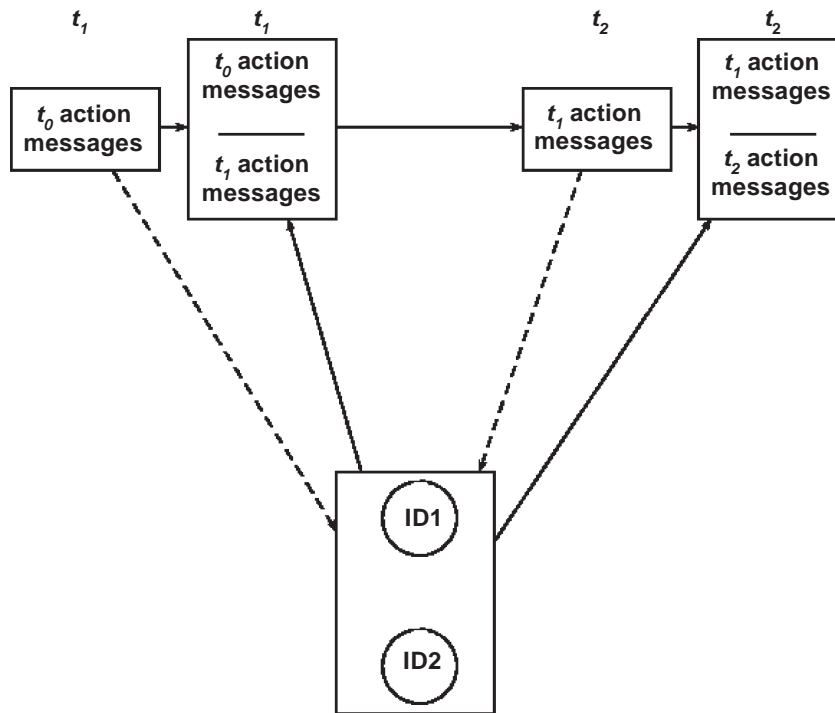 t₁ t₁ t₂ t₂
t₀ action
messages
t₀ action
messages
t₁ action
messages
t₁ action
messages
t₁ action
messages
t₂ action
messages
ID1
ID2